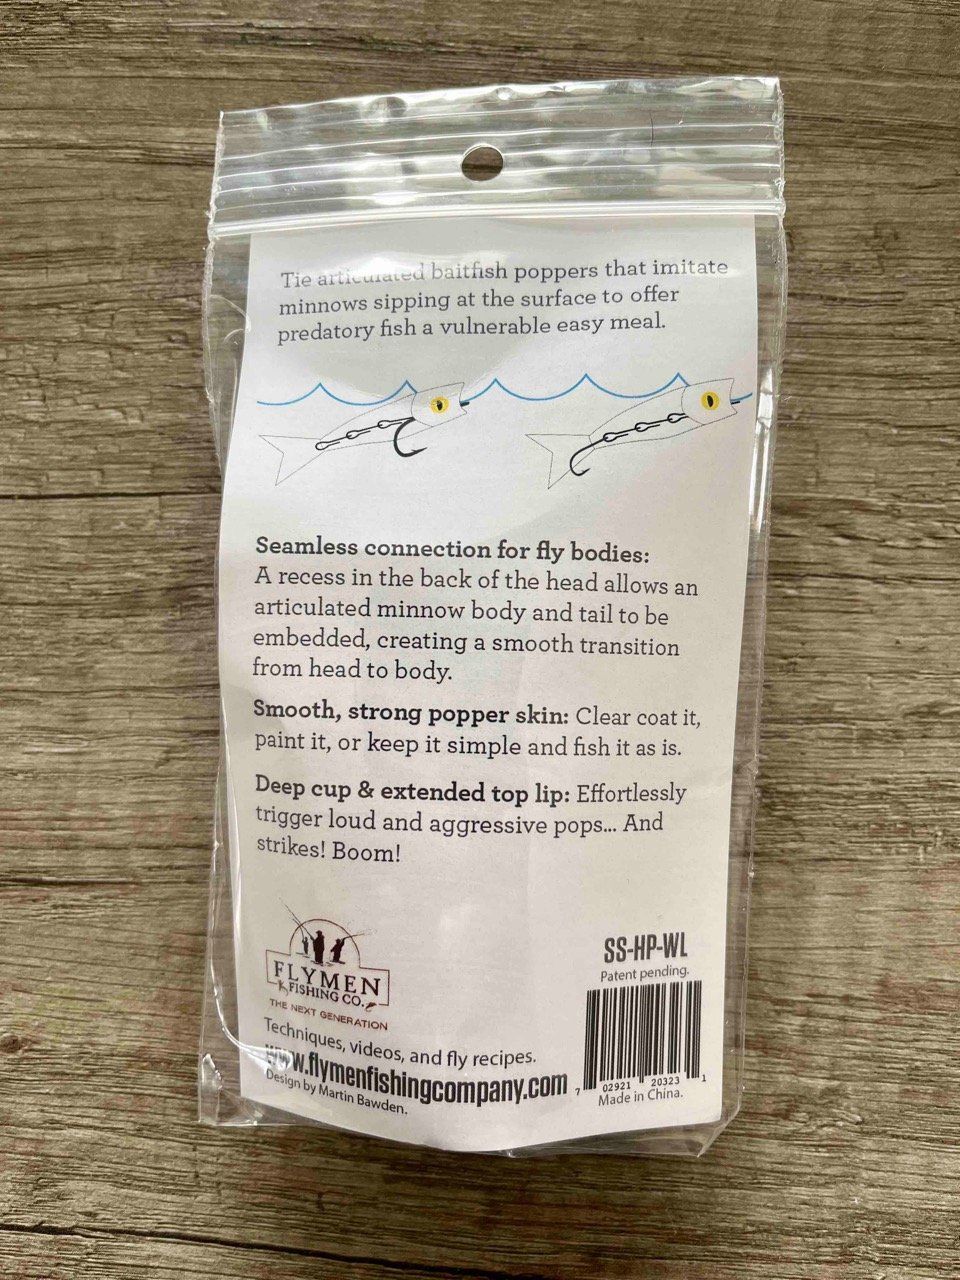 Tie articulated baitfish poppers that imitate
minnows sipping at the surface to offer
predatory fish a vulnerable easy meal.
Seamless connection for fly bodies:
A recess in the back of the head allows an
articulated minnow body and tail to be
embedded, creating a smooth transition
from head to body.
Smooth, strong popper skin: Clear coat it,
paint it, or keep it simple and fish it as is.
Deep cup & extended top lip: Effortlessly
trigger loud and aggressive pops... And
strikes! Boom!
FLYMEN
FISHING CO.
THE NEXT GENERATION
Techniques, videos, and fly recipes.
www.flymenfishingcompany.com
Design by Martin Bawden.
SS-HP-WL
Patent pending.
7 02921 20323 1
Made in China.